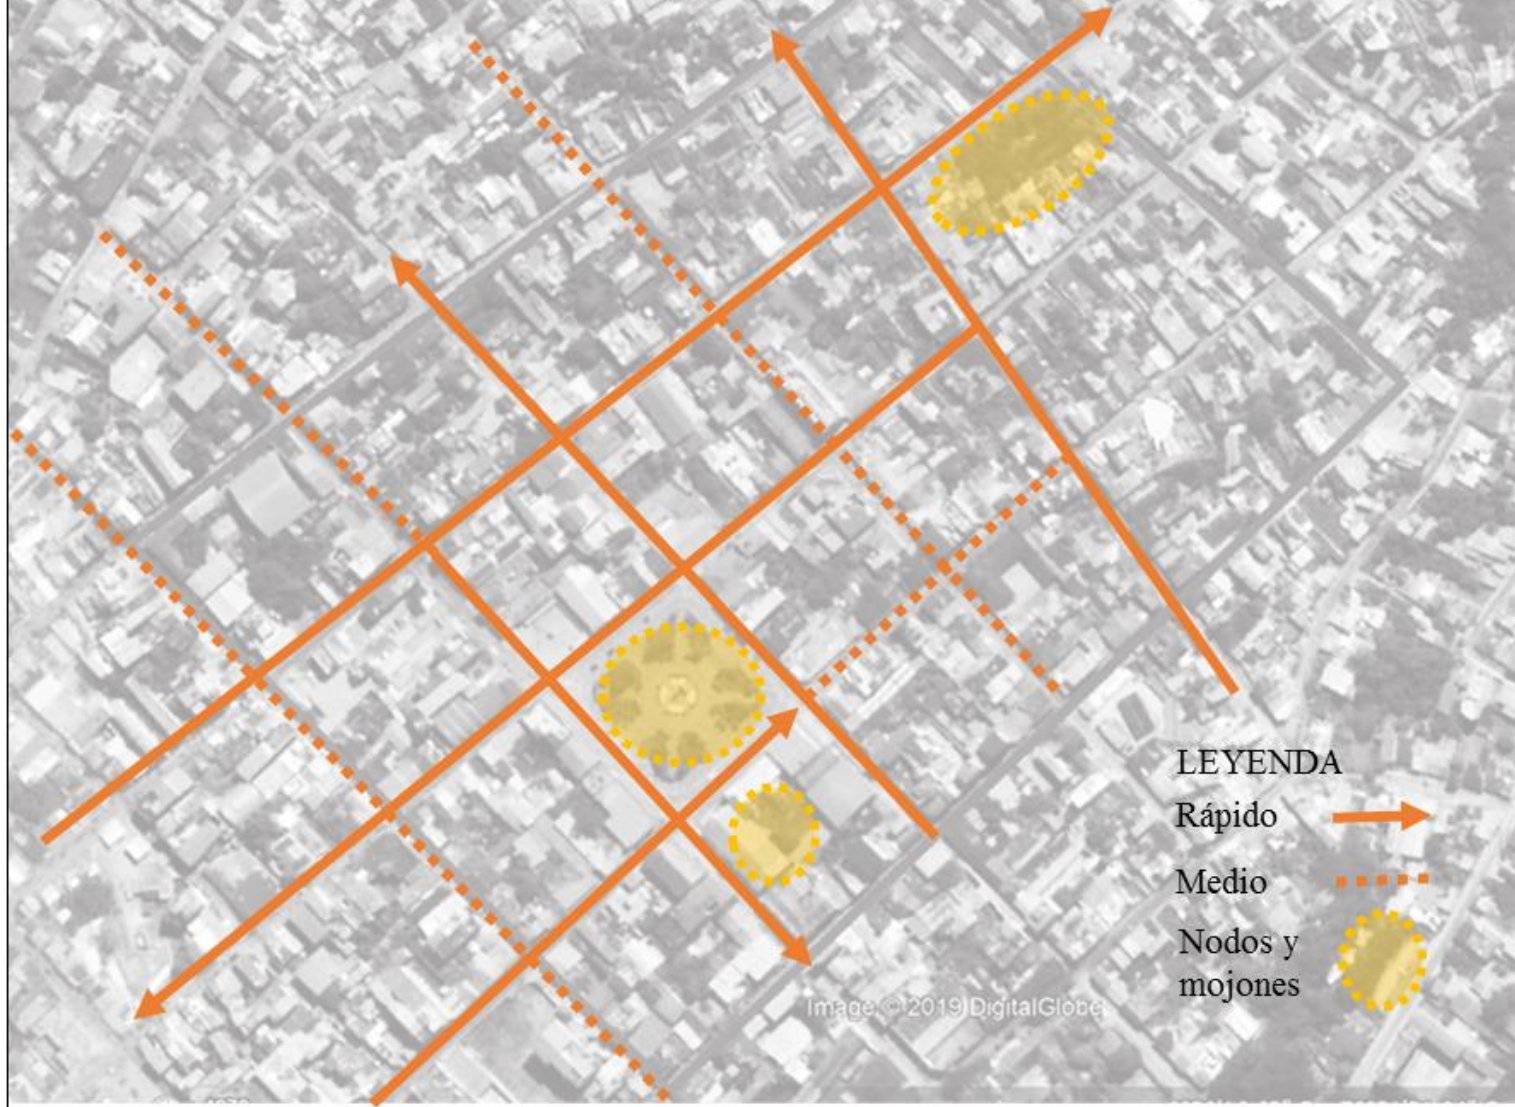 LEYENDA
Rápido
Medio
Nodos y
mojones
Image © 2019 DigitalGlobe